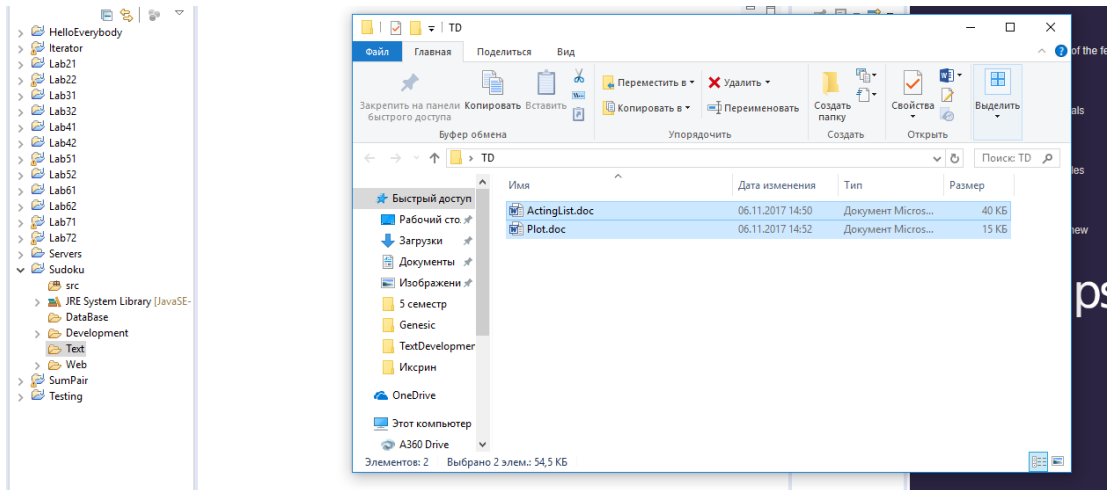 HelloEverybody
Iterator
Lab21
Lab22
Lab31
Lab32
Lab41
Lab42
Lab51
Lab52
Lab61
Lab62
Lab71
Lab72
Servers
Sudoku
src
JRE System Library [JavaSE-
DataBase
Development
Text
Web
SumPair
Testing
TD
Файл Главная Поделиться Вид
Закрепить на панели быстрого доступа
Копировать Вставить
Переместить в Удалить
Копировать в Переименовать
Создать папку
Свойства
Выделить
Буфер обмена Упорядочить Создать Открыть
TD
Поиск: TD
Имя Дата изменения Тип Размер
ActingList.doc 06.11.2017 14:50 Документ Micros... 40 КБ
Plot.doc 06.11.2017 14:52 Документ Micros... 15 КБ
Быстрый доступ
Рабочий сто.
Загрузки
Документы
Изображени
5 семестр
Genesic
TextDevelopmer
Иксрин
OneDrive
Этот компьютер
A360 Drive
Элементов: 2 Выбрано 2 элем.: 54,5 КБ
of the fe
als
les
new
ps